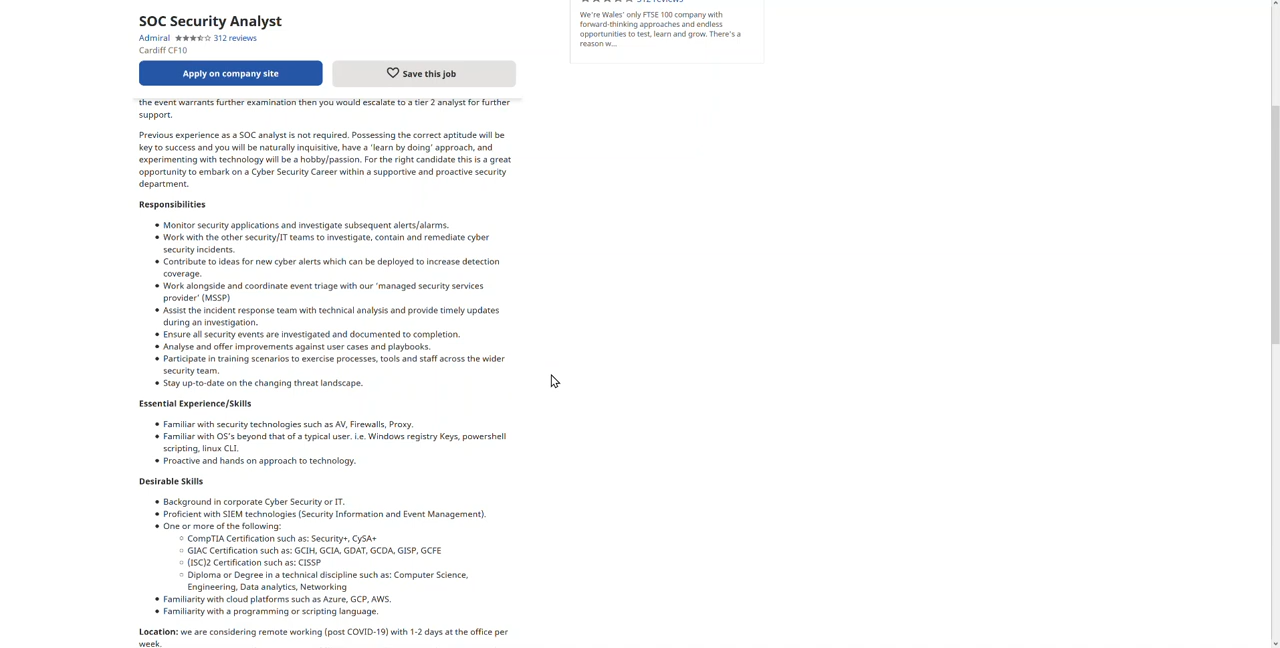 SOC Security Analyst
Admiral 312 reviews
Cardiff CF10
Apply on company site
Save this job
We're Wales' only FTSE 100 company with
forward-thinking approaches and endless
opportunities to test, learn and grow. There's a
reason w...
the event warrants further examination then you would escalate to a tier 2 analyst for further
support.
Previous experience as a SOC analyst is not required. Possessing the correct aptitude will be
key to success and you will be naturally inquisitive, have a 'learn by doing' approach, and
experimenting with technology will be a hobby/passion. For the right candidate this is a great
opportunity to embark on a Cyber Security Career within a supportive and proactive security
department.
Responsibilities
• Monitor security applications and investigate subsequent alerts/alarms.
• Work with the other security/IT teams to investigate, contain and remediate cyber
security incidents.
• Contribute to ideas for new cyber alerts which can be deployed to increase detection
coverage.
• Work alongside and coordinate event triage with our 'managed security services
provider' (MSSP)
• Assist the incident response team with technical analysis and provide timely updates
during an investigation.
• Ensure all security events are investigated and documented to completion.
• Analyse and offer improvements against user cases and playbooks.
• Participate in training scenarios to exercise processes, tools and staff across the wider
security team.
• Stay up-to-date on the changing threat landscape.
Essential Experience/Skills
• Familiar with security technologies such as AV, Firewalls, Proxy.
• Familiar with OS's beyond that of a typical user. i.e. Windows registry Keys, powershell
scripting, linux CLI.
• Proactive and hands on approach to technology.
Desirable Skills
• Background in corporate Cyber Security or IT.
• Proficient with SIEM technologies (Security Information and Event Management).
• One or more of the following:
◦ CompTIA Certification such as: Security+, CySA+
◦ GIAC Certification such as: GCIH, GCIA, GDAT, GCDA, GISP, GCFE
◦ (ISC)2 Certification such as: CISSP
◦ Diploma or Degree in a technical discipline such as: Computer Science,
Engineering, Data analytics, Networking
• Familiarity with cloud platforms such as Azure, GCP, AWS.
• Familiarity with a programming or scripting language.
Location: we are considering remote working (post COVID-19) with 1-2 days at the office per
week.